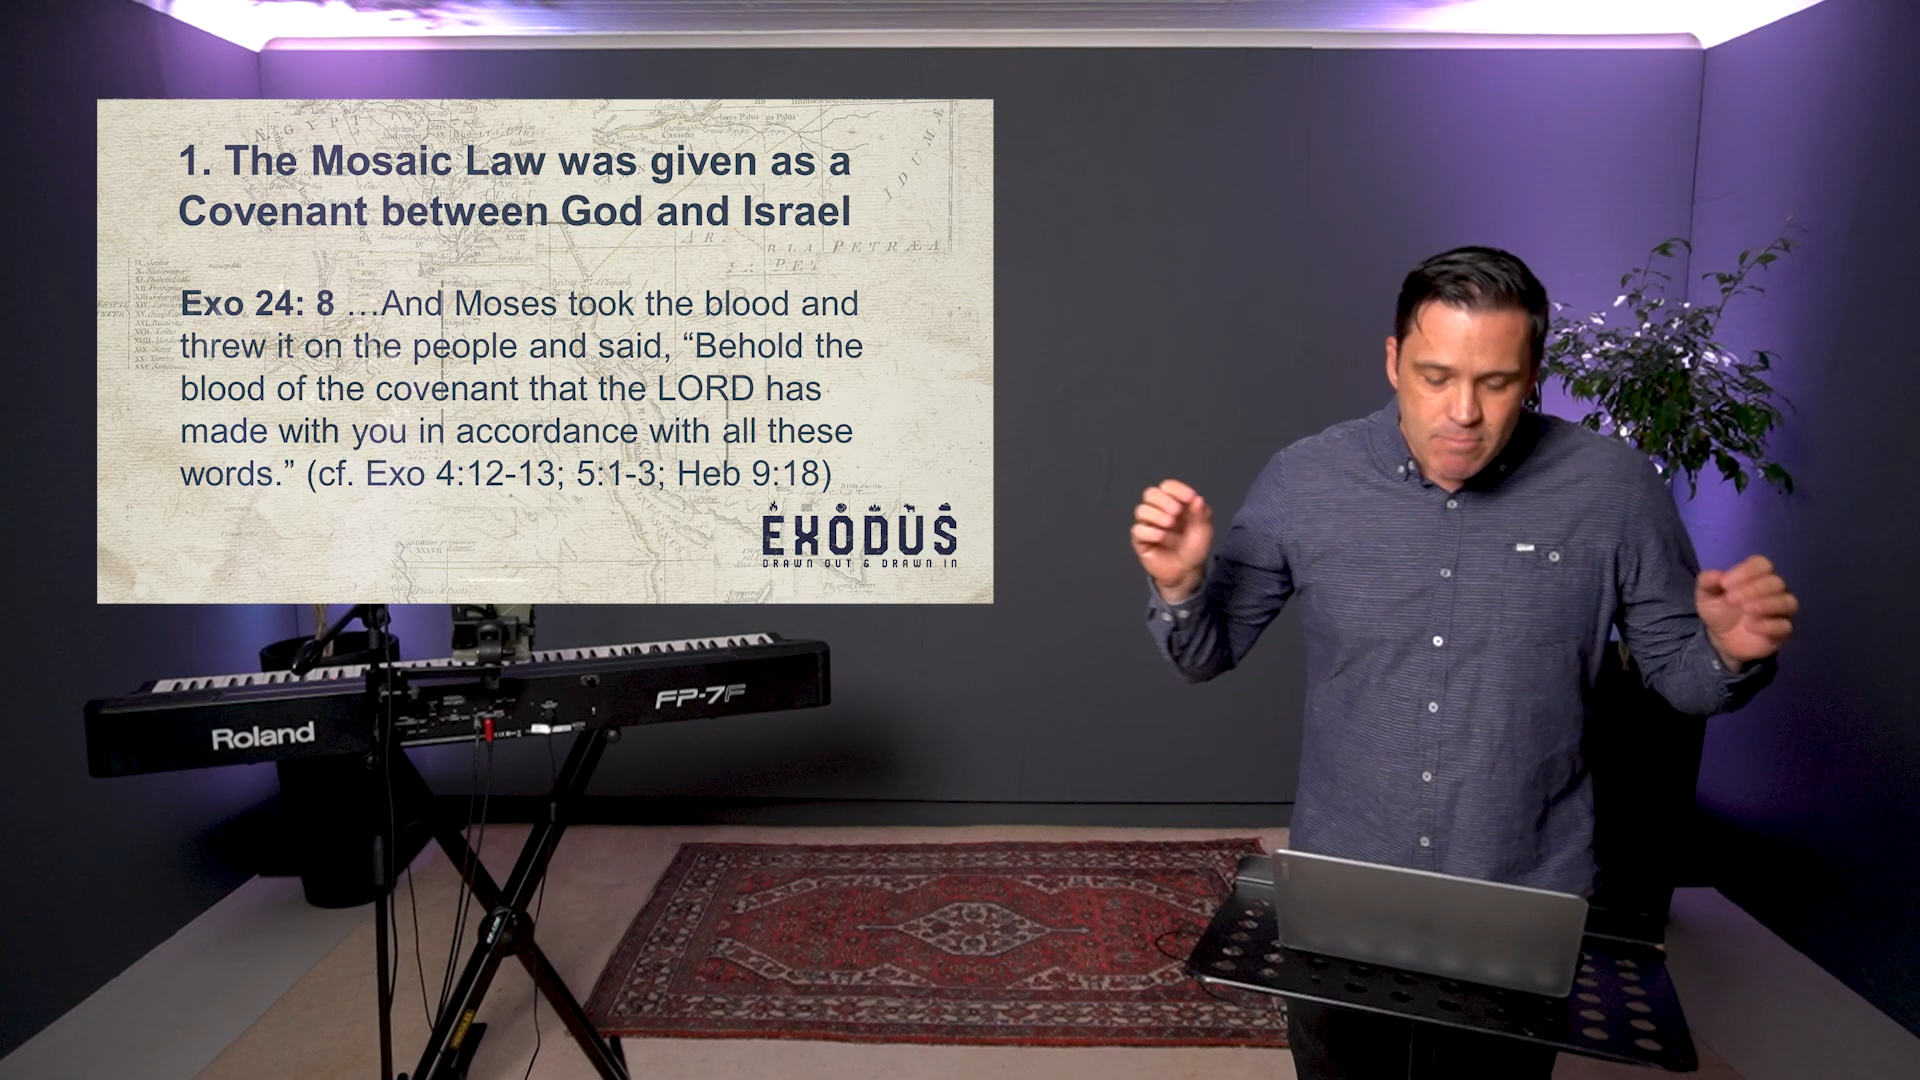 1. The Mosaic Law was given as a
Covenant between God and Israel
Exo 24: 8 …And Moses took the blood and
threw it on the people and said, “Behold the
blood of the covenant that the LORD has
made with you in accordance with all these
words.” (cf. Exo 4:12-13; 5:1-3; Heb 9:18)
EXODUS
DRAWN OUT & DRAWN IN
Roland
FP-7F